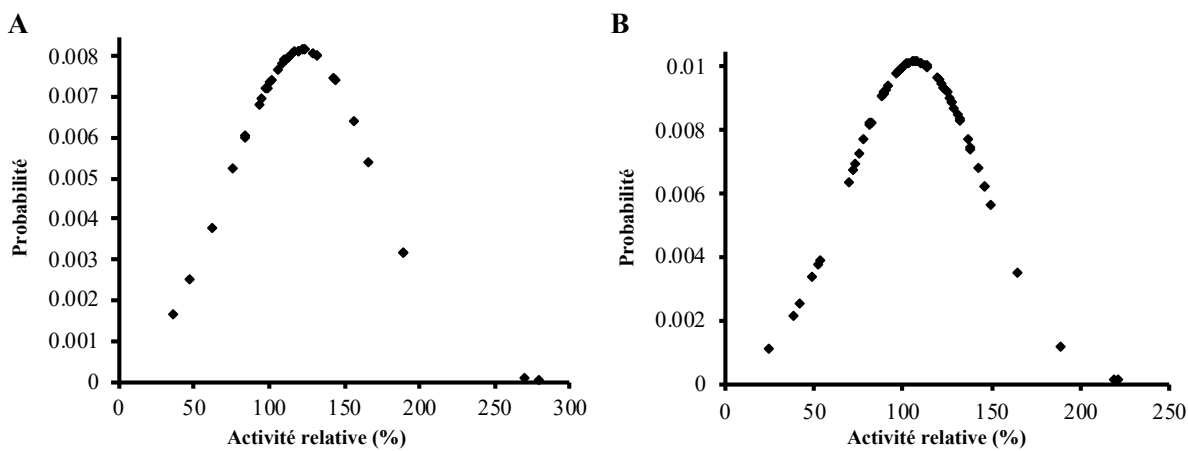 A
Probabilité
0.008
0.007
0.006
0.005
0.004
0.003
0.002
0.001
0
0 50 100 150 200 250 300
Activité relative (%)
B
Probabilité
0.01
0.008
0.006
0.004
0.002
0
0 50 100 150 200 250
Activité relative (%)